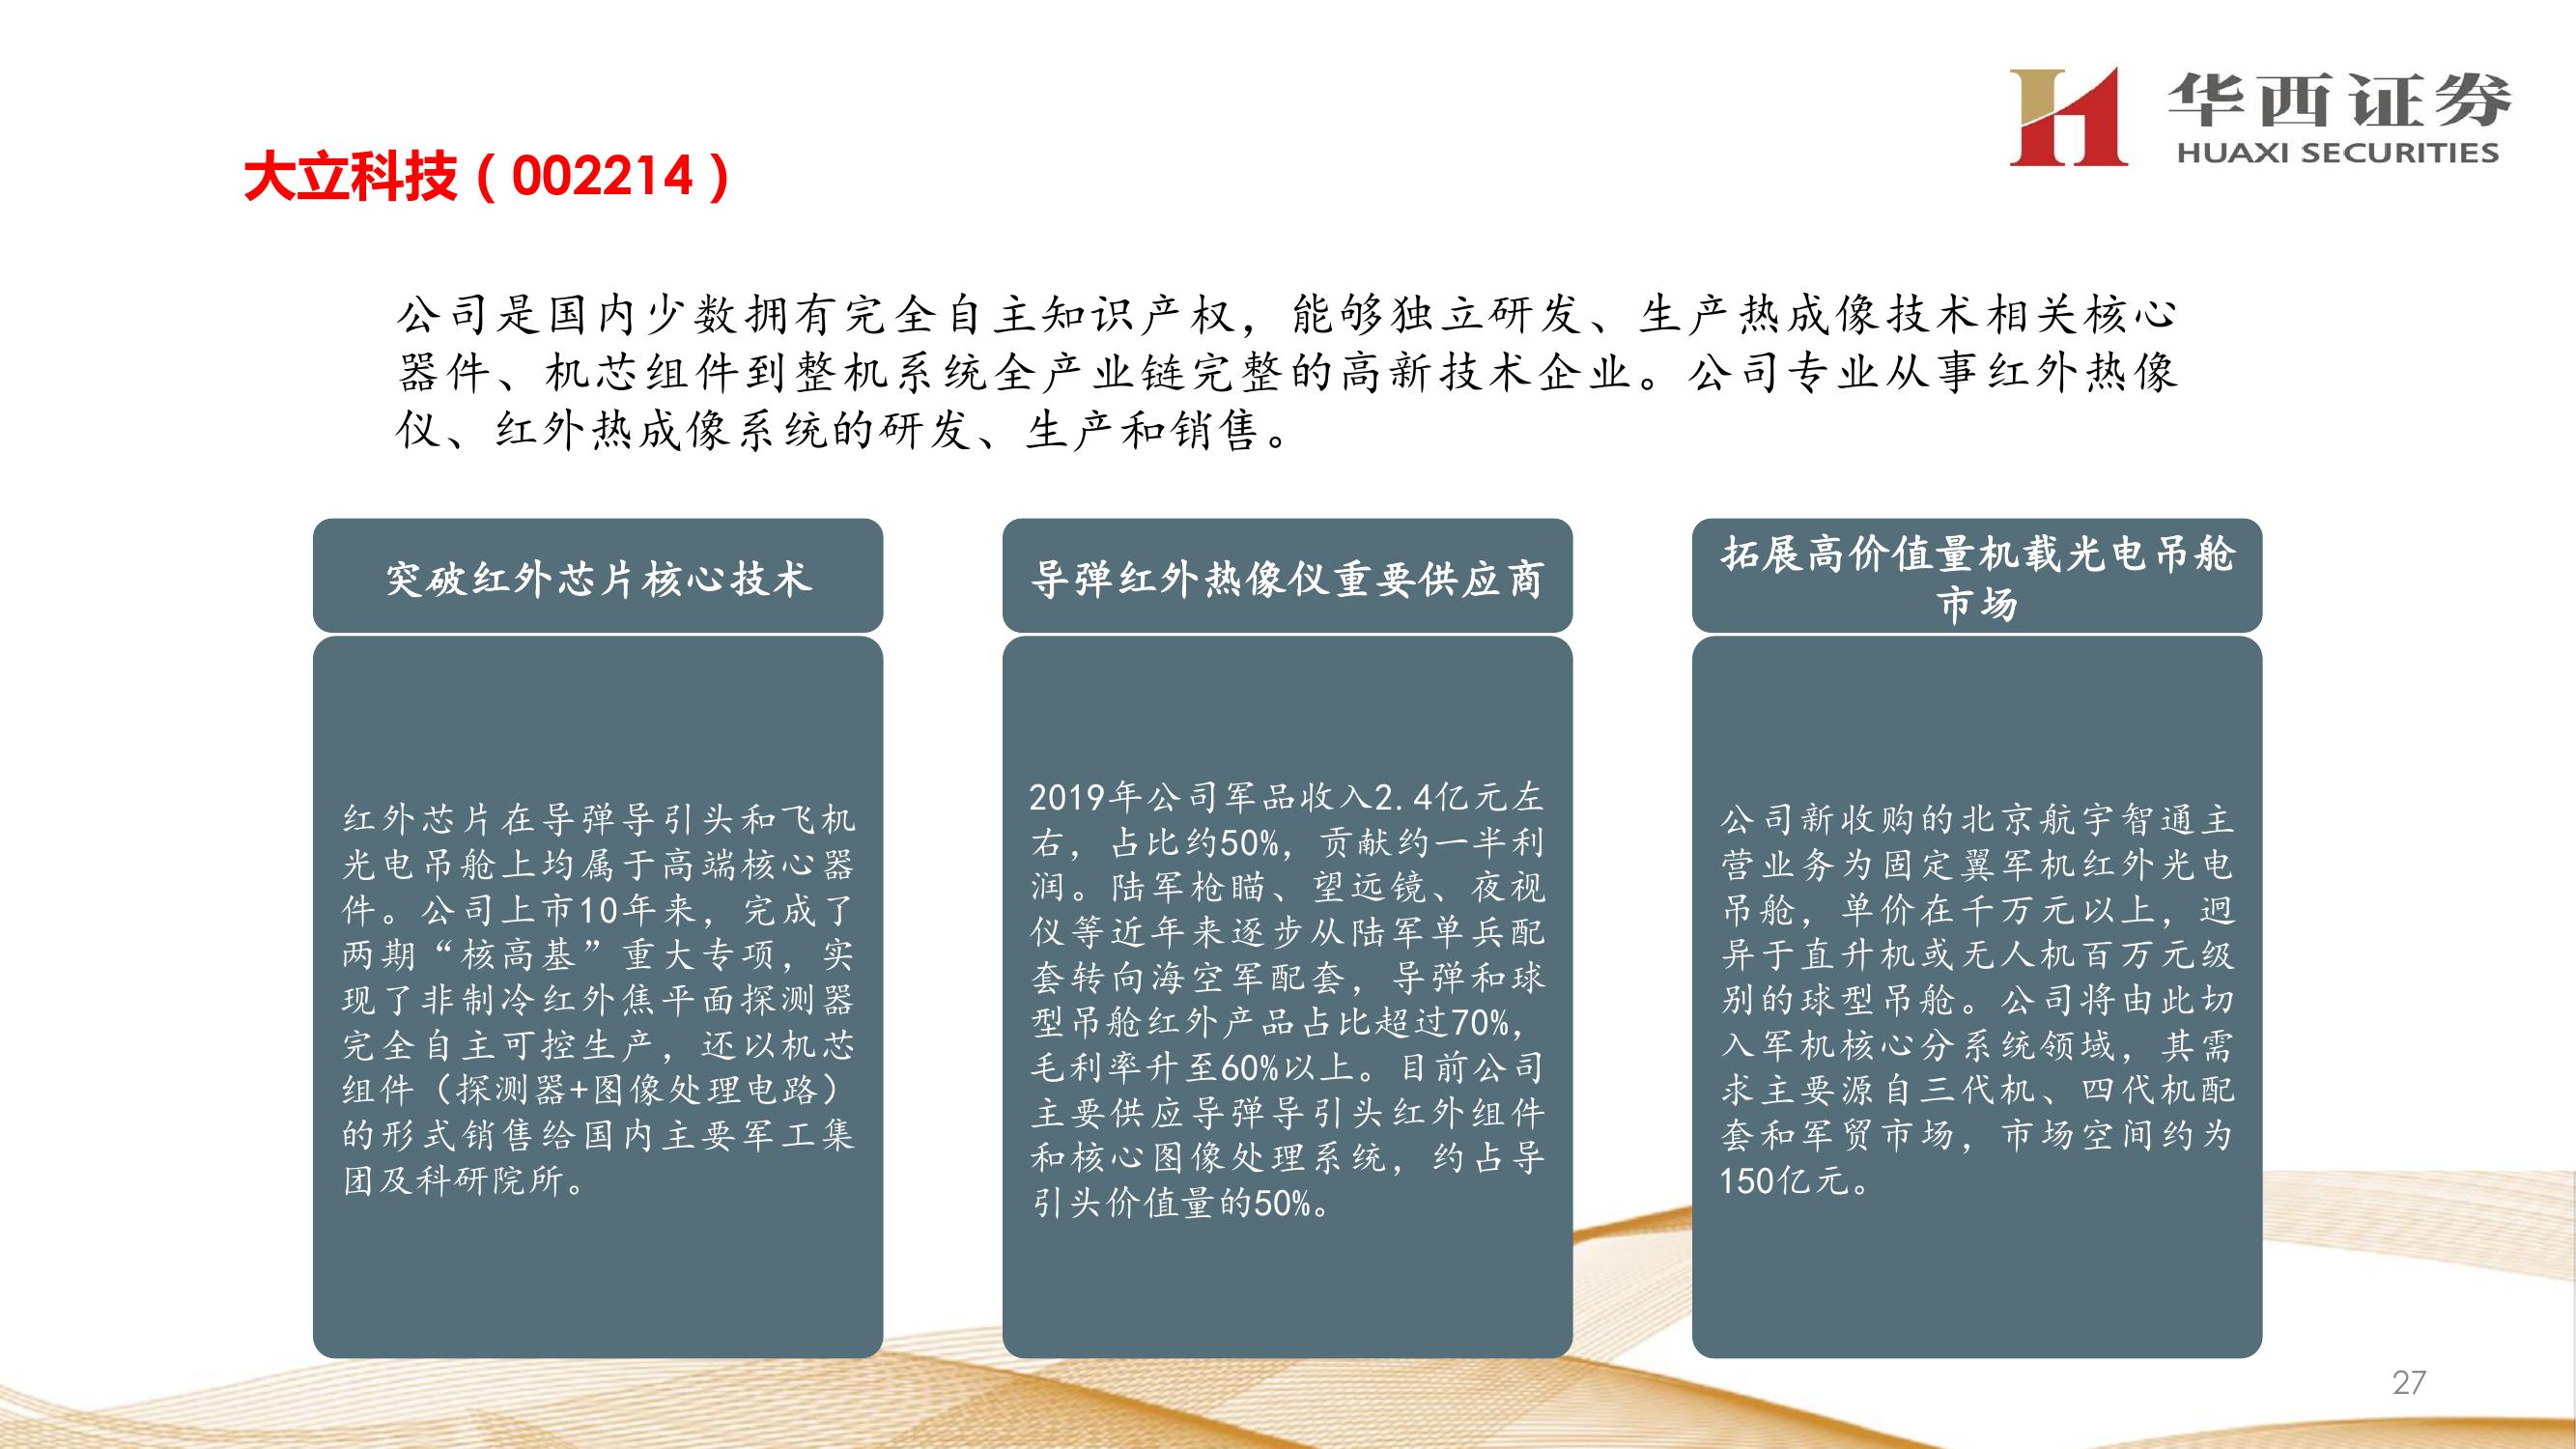 华西证券
HUAXI SECURITIES
大立科技（002214）
公司是国内少数拥有完全自主知识产权，能够独立研发、生产热成像技术相关核心
器件、机芯组件到整机系统全产业链完整的高新技术企业。公司专业从事红外热像
仪、红外热成像系统的研发、生产和销售。
突破红外芯片核心技术
红外芯片在导弹导引头和飞机
光电吊舱上均属于高端核心器
件。公司上市10年来，完成了
两期“核高基”重大专项，实
现了非制冷红外焦平面探测器
完全自主可控生产，还以机芯
组件（探测器+图像处理电路）
的形式销售给国内主要军工集
团及科研院所。
导弹红外热像仪重要供应商
2019年公司军品收入2.4亿元左
右，占比约50%，贡献约一半利
润。陆军枪瞄、望远镜、夜视
仪等近年来逐步从陆军单兵配
套转向海空军配套，导弹和球
型吊舱红外产品占比超过70%，
毛利率升至60%以上。目前公司
主要供应导弹导引头红外组件
和核心图像处理系统，约占导
引头价值量的50%。
拓展高价值量机载光电吊舱
市场
公司新收购的北京航宇智通主
营业务为固定翼军机红外光电
吊舱，单价在千万元以上，迥
异于直升机或无人机百万元级
别的球型吊舱。公司将由此切
入军机核心分系统领域，其需
求主要源自三代机、四代机配
套和军贸市场，市场空间约为
150亿元。
27